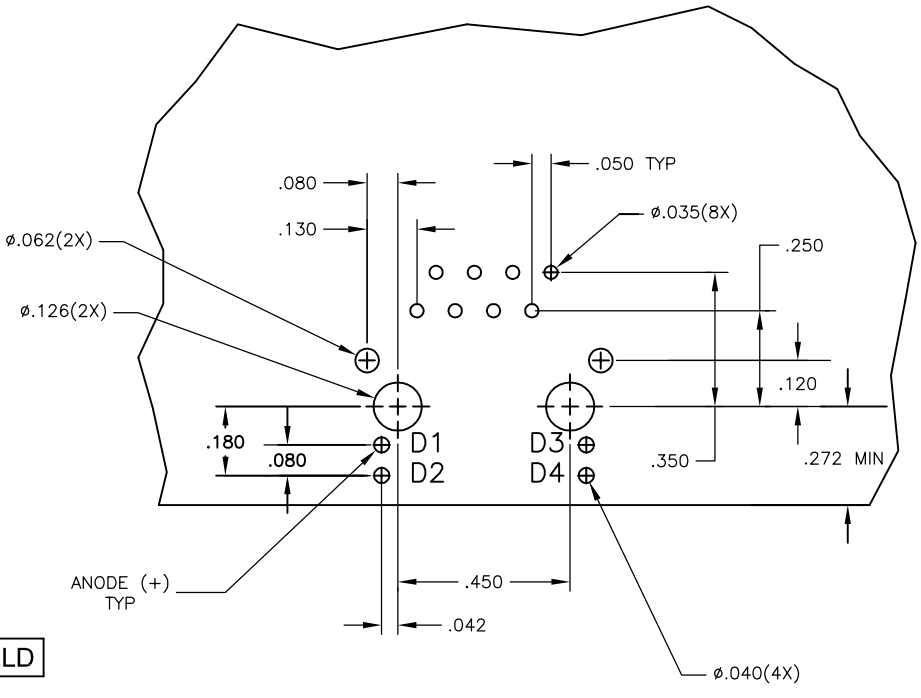 .050 TYP
.080
ø.035(8X)
.130
ø.062(2X)
.250
ø.126(2X)
.120
.180
D1
D3
.080
D2
D4
.350
.272 MIN
ANODE (+)
TYP
.450
.042
LD
ø.040(4X)